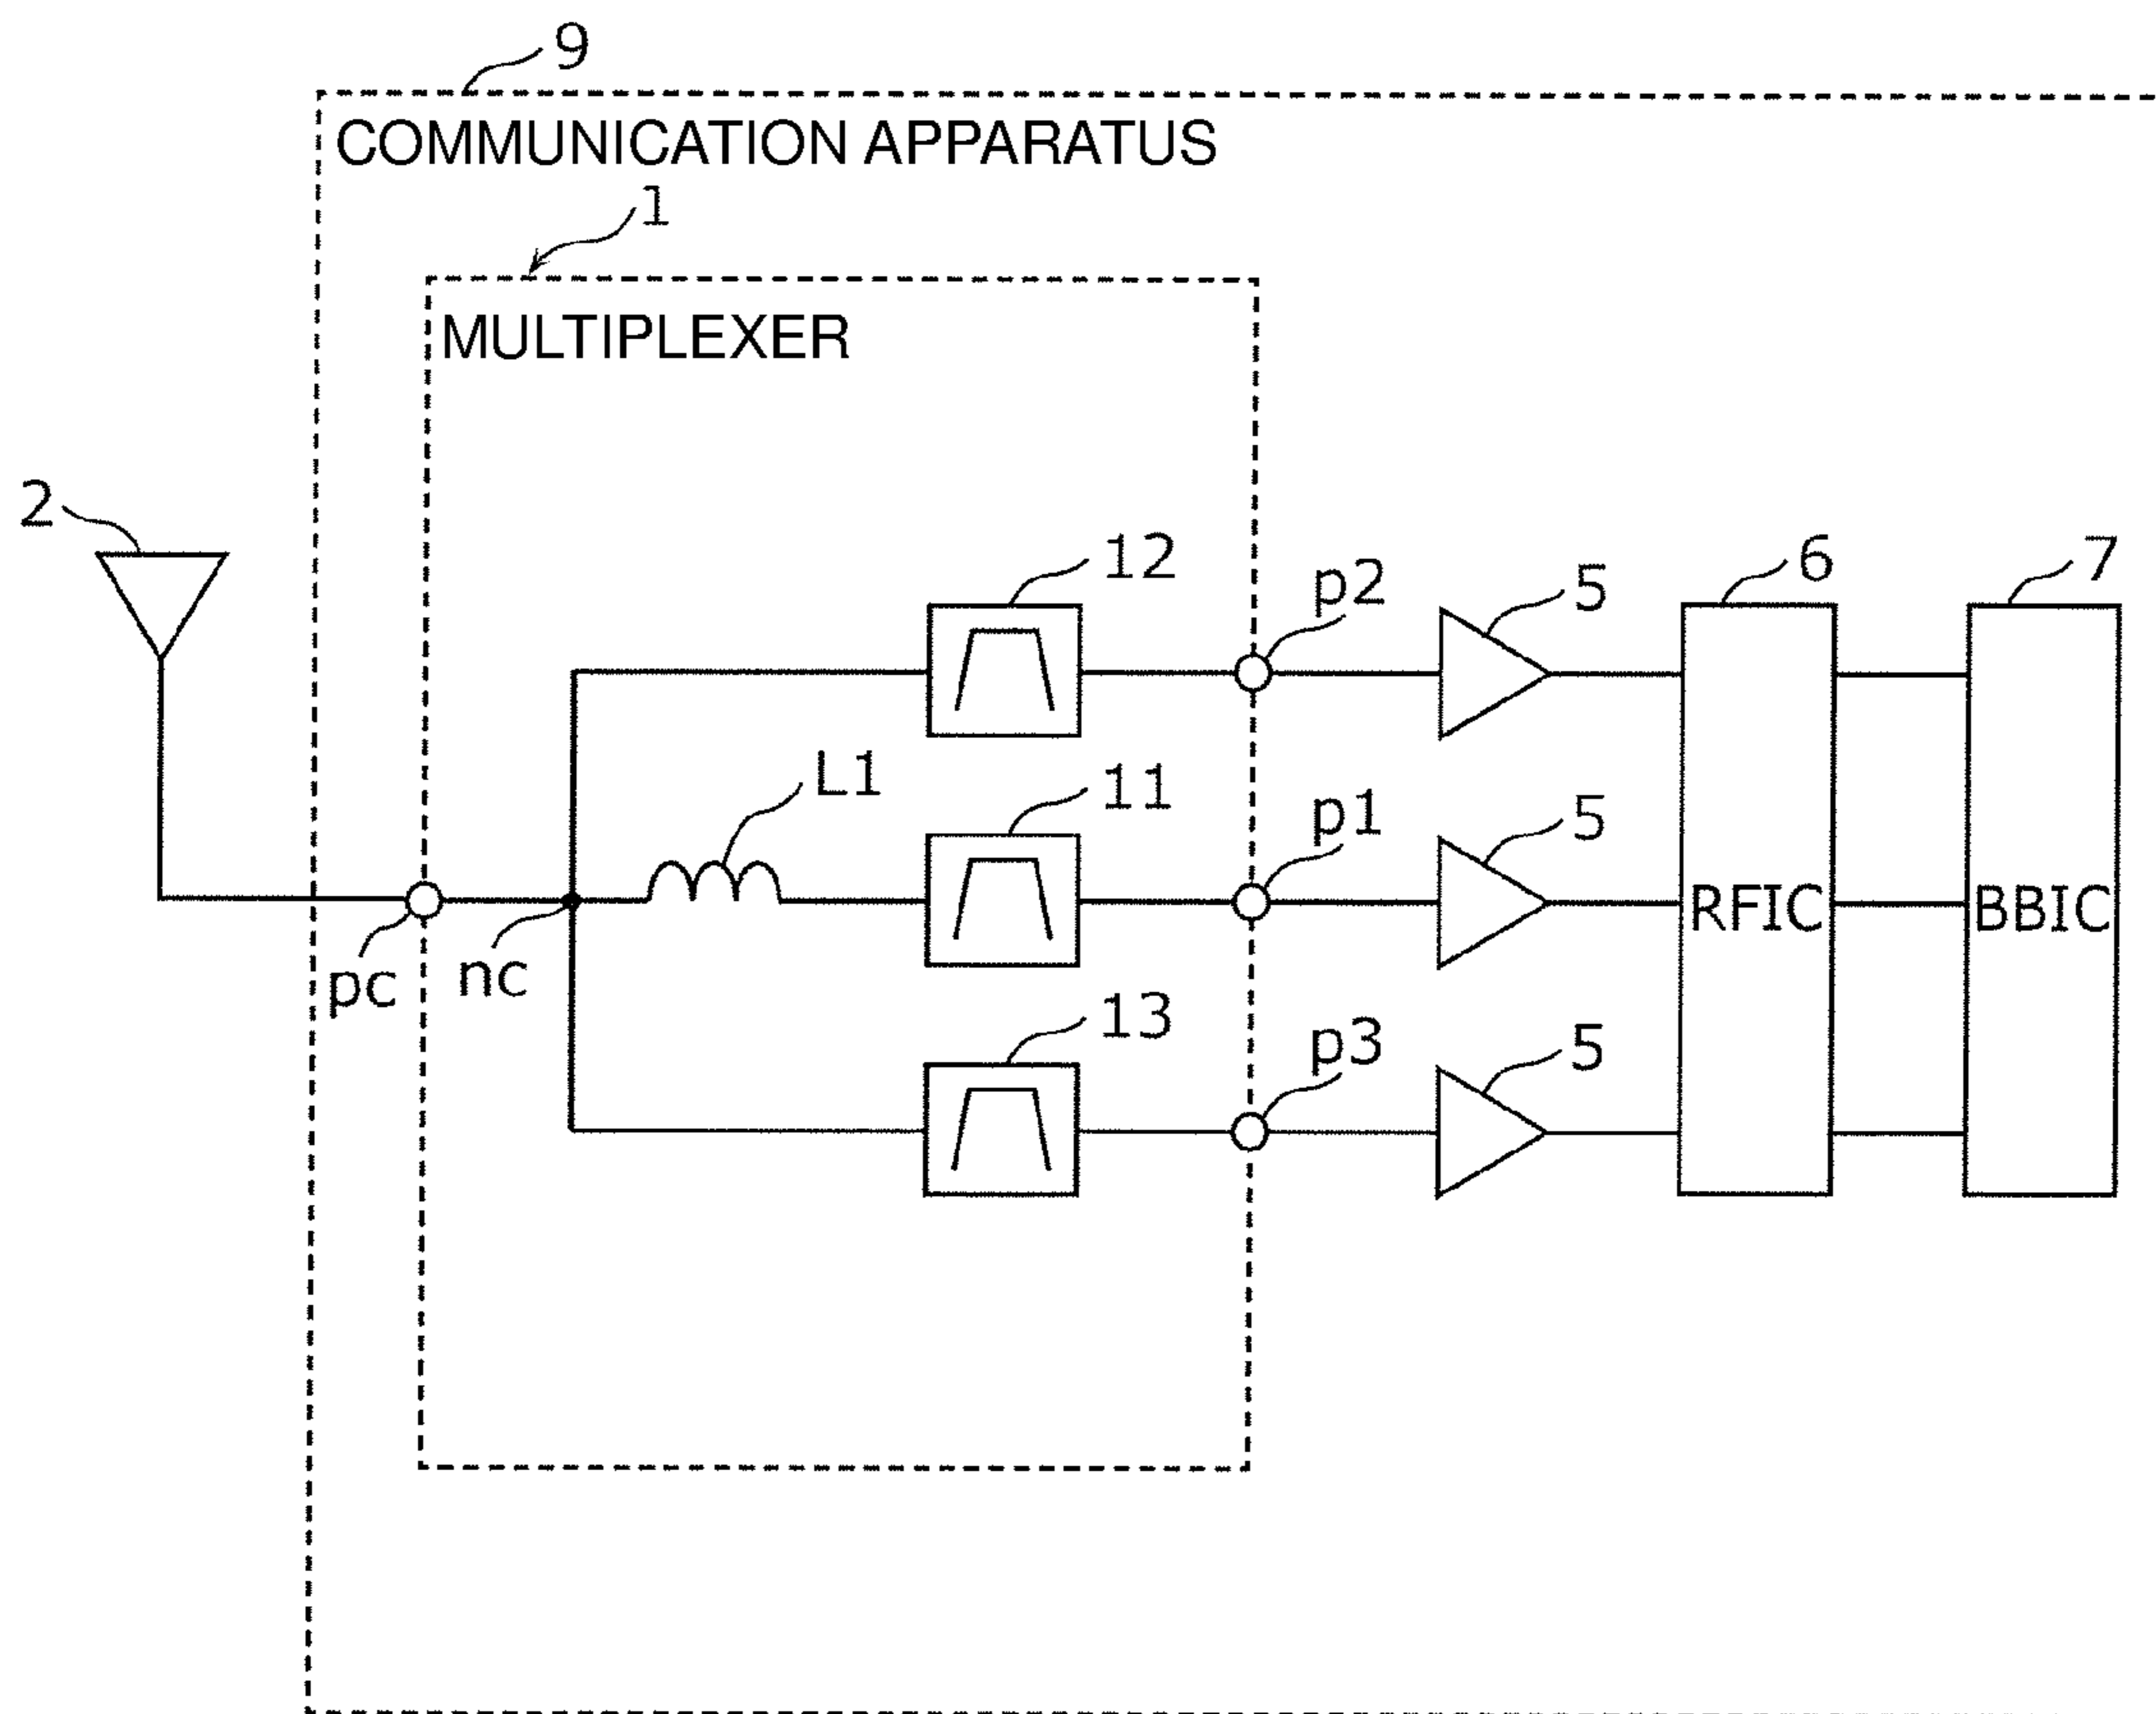 9
COMMUNICATION APPARATUS
1
MULTIPLEXER
2
12
p2
5
6
7
L1
11
p1
5
RFIC
BBIC
pc
nc
13
p3
5